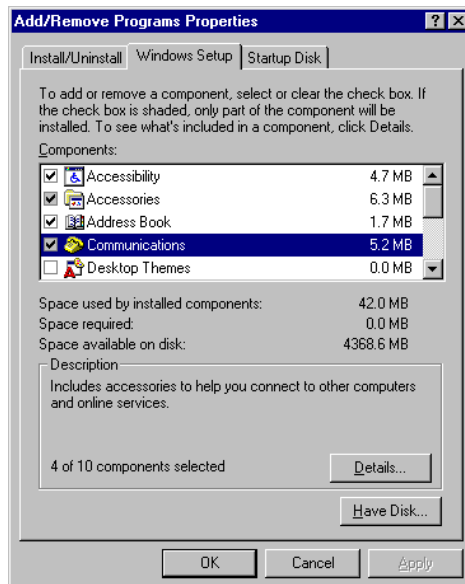 Add/Remove Programs Properties
Install/Uninstall Windows Setup Startup Disk
To add or remove a component, select or clear the check box. If
the check box is shaded, only part of the component will be
installed. To see what's included in a component, click Details.
Components:
Accessibility 4.7 MB
Accessories 6.3 MB
Address Book 1.7 MB
Communications 5.2 MB
Desktop Themes 0.0 MB
Space used by installed components: 42.0 MB
Space required: 0.0 MB
Space available on disk: 4368.6 MB
Description
Includes accessories to help you connect to other computers
and online services.
4 of 10 components selected
Details...
Have Disk...
OK Cancel Apply